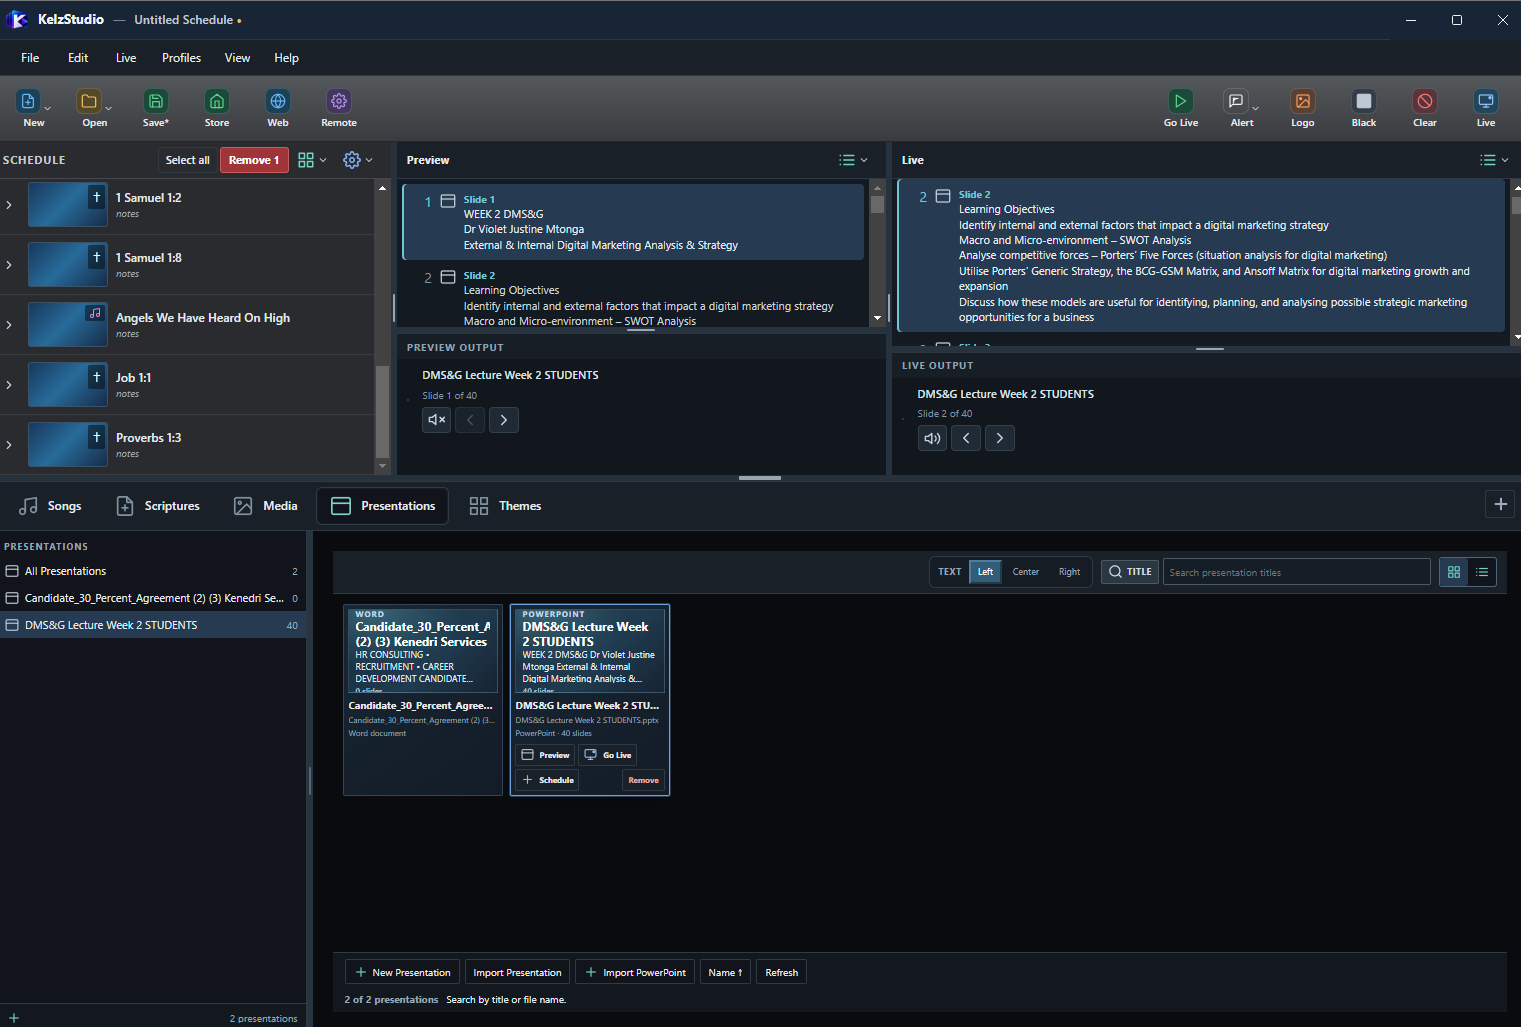 KelzStudio — Untitled Schedule •
File Edit Live Profiles View Help
New Open Save* Store Web Remote
Go Live Alert Logo Black Clear Live
SCHEDULE Select all Remove 1
1 Samuel 1:2
notes
1 Samuel 1:8
notes
Angels We Have Heard On High
notes
Job 1:1
notes
Proverbs 1:3
notes
Preview
1 Slide 1
WEEK 2 DMS&G
Dr Violet Justine Mtonga
External & Internal Digital Marketing Analysis & Strategy
2 Slide 2
Learning Objectives
Identify internal and external factors that impact a digital marketing strategy
Macro and Micro-environment – SWOT Analysis
PREVIEW OUTPUT
DMS&G Lecture Week 2 STUDENTS
Slide 1 of 40
Live
2 Slide 2
Learning Objectives
Identify internal and external factors that impact a digital marketing strategy
Macro and Micro-environment – SWOT Analysis
Analyse competitive forces – Porters' Five Forces (situation analysis for digital marketing)
Utilise Porters' Generic Strategy, the BCG-GSM Matrix, and Ansoff Matrix for digital marketing growth and
expansion
Discuss how these models are useful for identifying, planning, and analysing possible strategic marketing
opportunities for a business
LIVE OUTPUT
DMS&G Lecture Week 2 STUDENTS
Slide 2 of 40
Songs Scriptures Media Presentations Themes
PRESENTATIONS
All Presentations 2
Candidate_30_Percent_Agreement (2) (3) Kenedri Se... 0
DMS&G Lecture Week 2 STUDENTS 40
2 presentations
TEXT Left Center Right TITLE Search presentation titles
WORD
Candidate_30_Percent_A
(2) (3) Kenedri Services
HR CONSULTING •
RECRUITMENT • CAREER
DEVELOPMENT CANDIDATE...
0 slides
Candidate_30_Percent_Agree...
Candidate_30_Percent_Agreement (2) (3...
Word document
POWERPOINT
DMS&G Lecture Week
2 STUDENTS
WEEK 2 DMS&G Dr Violet Justine
Mtonga External & Internal
Digital Marketing Analysis &...
40 slides
DMS&G Lecture Week 2 STU...
DMS&G Lecture Week 2 STUDENTS.pptx
PowerPoint · 40 slides
Preview Go Live
Schedule Remove
New Presentation Import Presentation Import PowerPoint Name ↑ Refresh
2 of 2 presentations Search by title or file name.